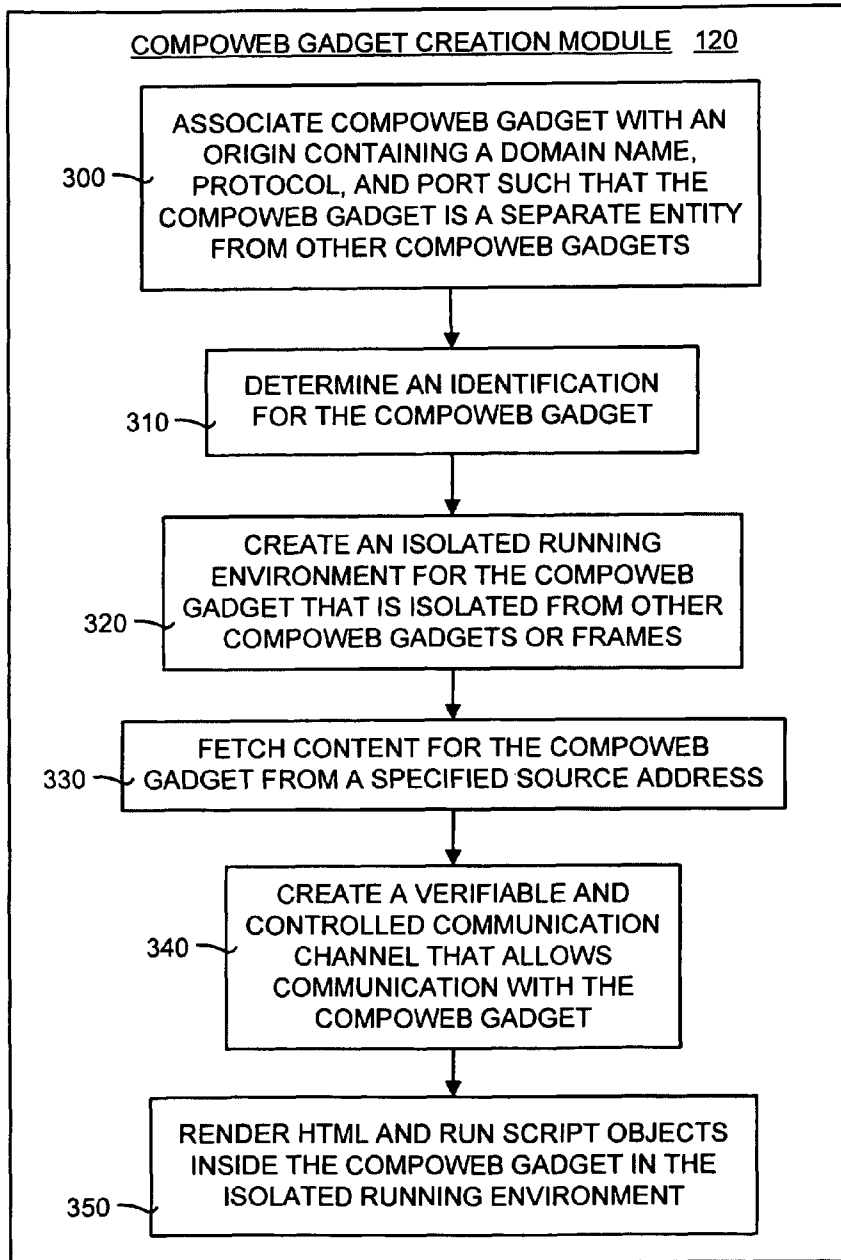 COMPOWEB GADGET CREATION MODULE 120
ASSOCIATE COMPOWEB GADGET WITH AN
ORIGIN CONTAINING A DOMAIN NAME,
PROTOCOL, AND PORT SUCH THAT THE
COMPOWEB GADGET IS A SEPARATE ENTITY
FROM OTHER COMPOWEB GADGETS
300
DETERMINE AN IDENTIFICATION
FOR THE COMPOWEB GADGET
310
CREATE AN ISOLATED RUNNING
ENVIRONMENT FOR THE COMPOWEB
GADGET THAT IS ISOLATED FROM OTHER
COMPOWEB GADGETS OR FRAMES
320
FETCH CONTENT FOR THE COMPOWEB
GADGET FROM A SPECIFIED SOURCE ADDRESS
330
CREATE A VERIFIABLE AND
CONTROLLED COMMUNICATION
CHANNEL THAT ALLOWS
COMMUNICATION WITH THE
COMPOWEB GADGET
340
RENDER HTML AND RUN SCRIPT OBJECTS
INSIDE THE COMPOWEB GADGET IN THE
ISOLATED RUNNING ENVIRONMENT
350